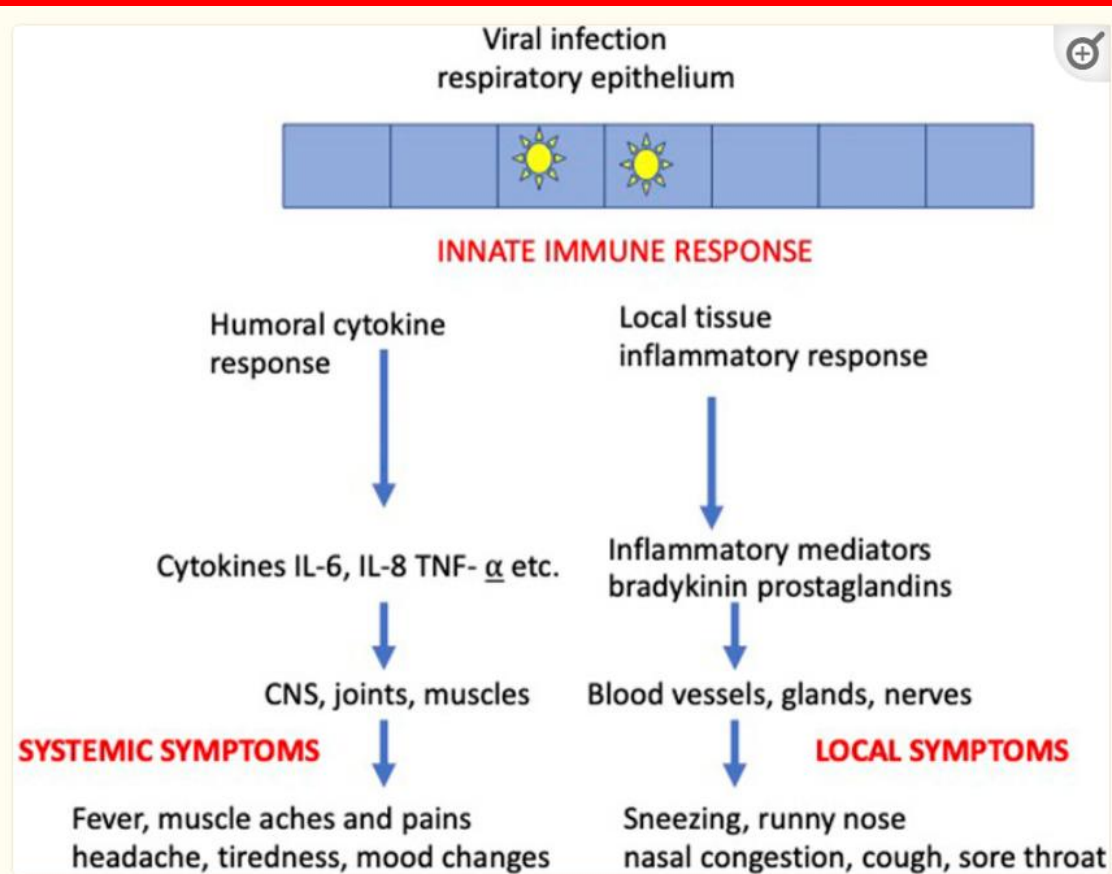 Viral infection
respiratory epithelium
INNATE IMMUNE RESPONSE
Humoral cytokine
response
Local tissue
inflammatory response
Cytokines IL-6, IL-8 TNF- α etc.
Inflammatory mediators
bradykinin prostaglandins
CNS, joints, muscles
Blood vessels, glands, nerves
SYSTEMIC SYMPTOMS
LOCAL SYMPTOMS
Fever, muscle aches and pains
headache, tiredness, mood changes
Sneezing, runny nose
nasal congestion, cough, sore throat